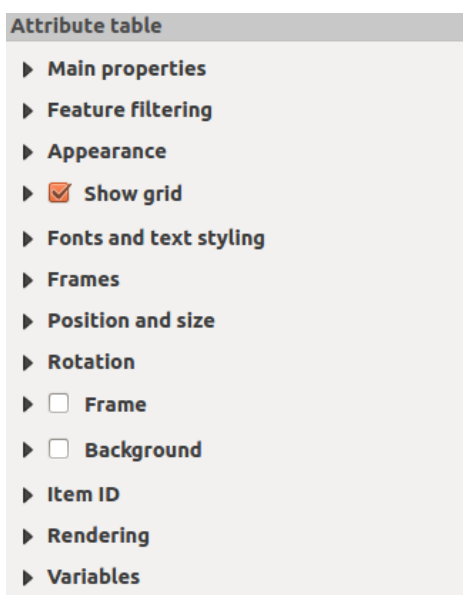 Attribute table
Main properties
Feature filtering
Appearance
Show grid
Fonts and text styling
Frames
Position and size
Rotation
Frame
Background
Item ID
Rendering
Variables